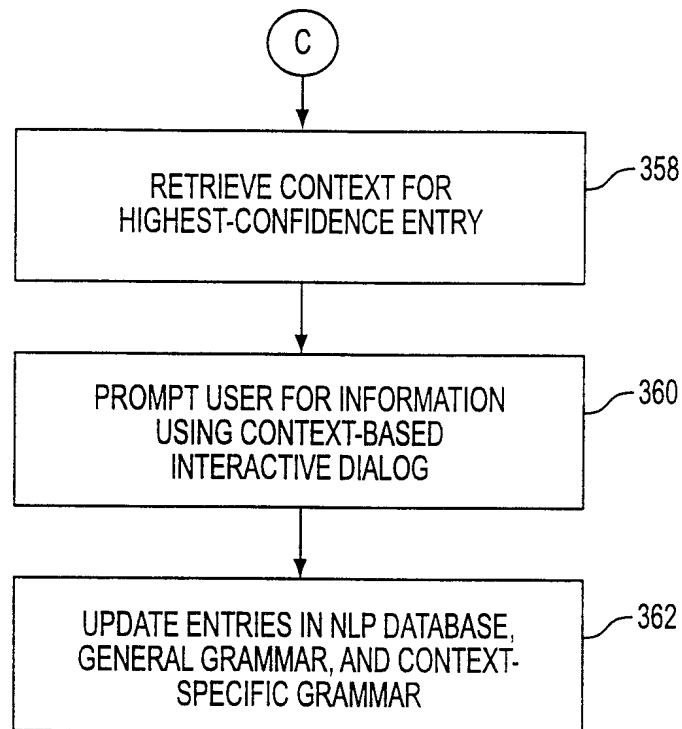 C
RETRIEVE CONTEXT FOR
HIGHEST-CONFIDENCE ENTRY
358
PROMPT USER FOR INFORMATION
USING CONTEXT-BASED
INTERACTIVE DIALOG
360
UPDATE ENTRIES IN NLP DATABASE,
GENERAL GRAMMAR, AND CONTEXT-
SPECIFIC GRAMMAR
362